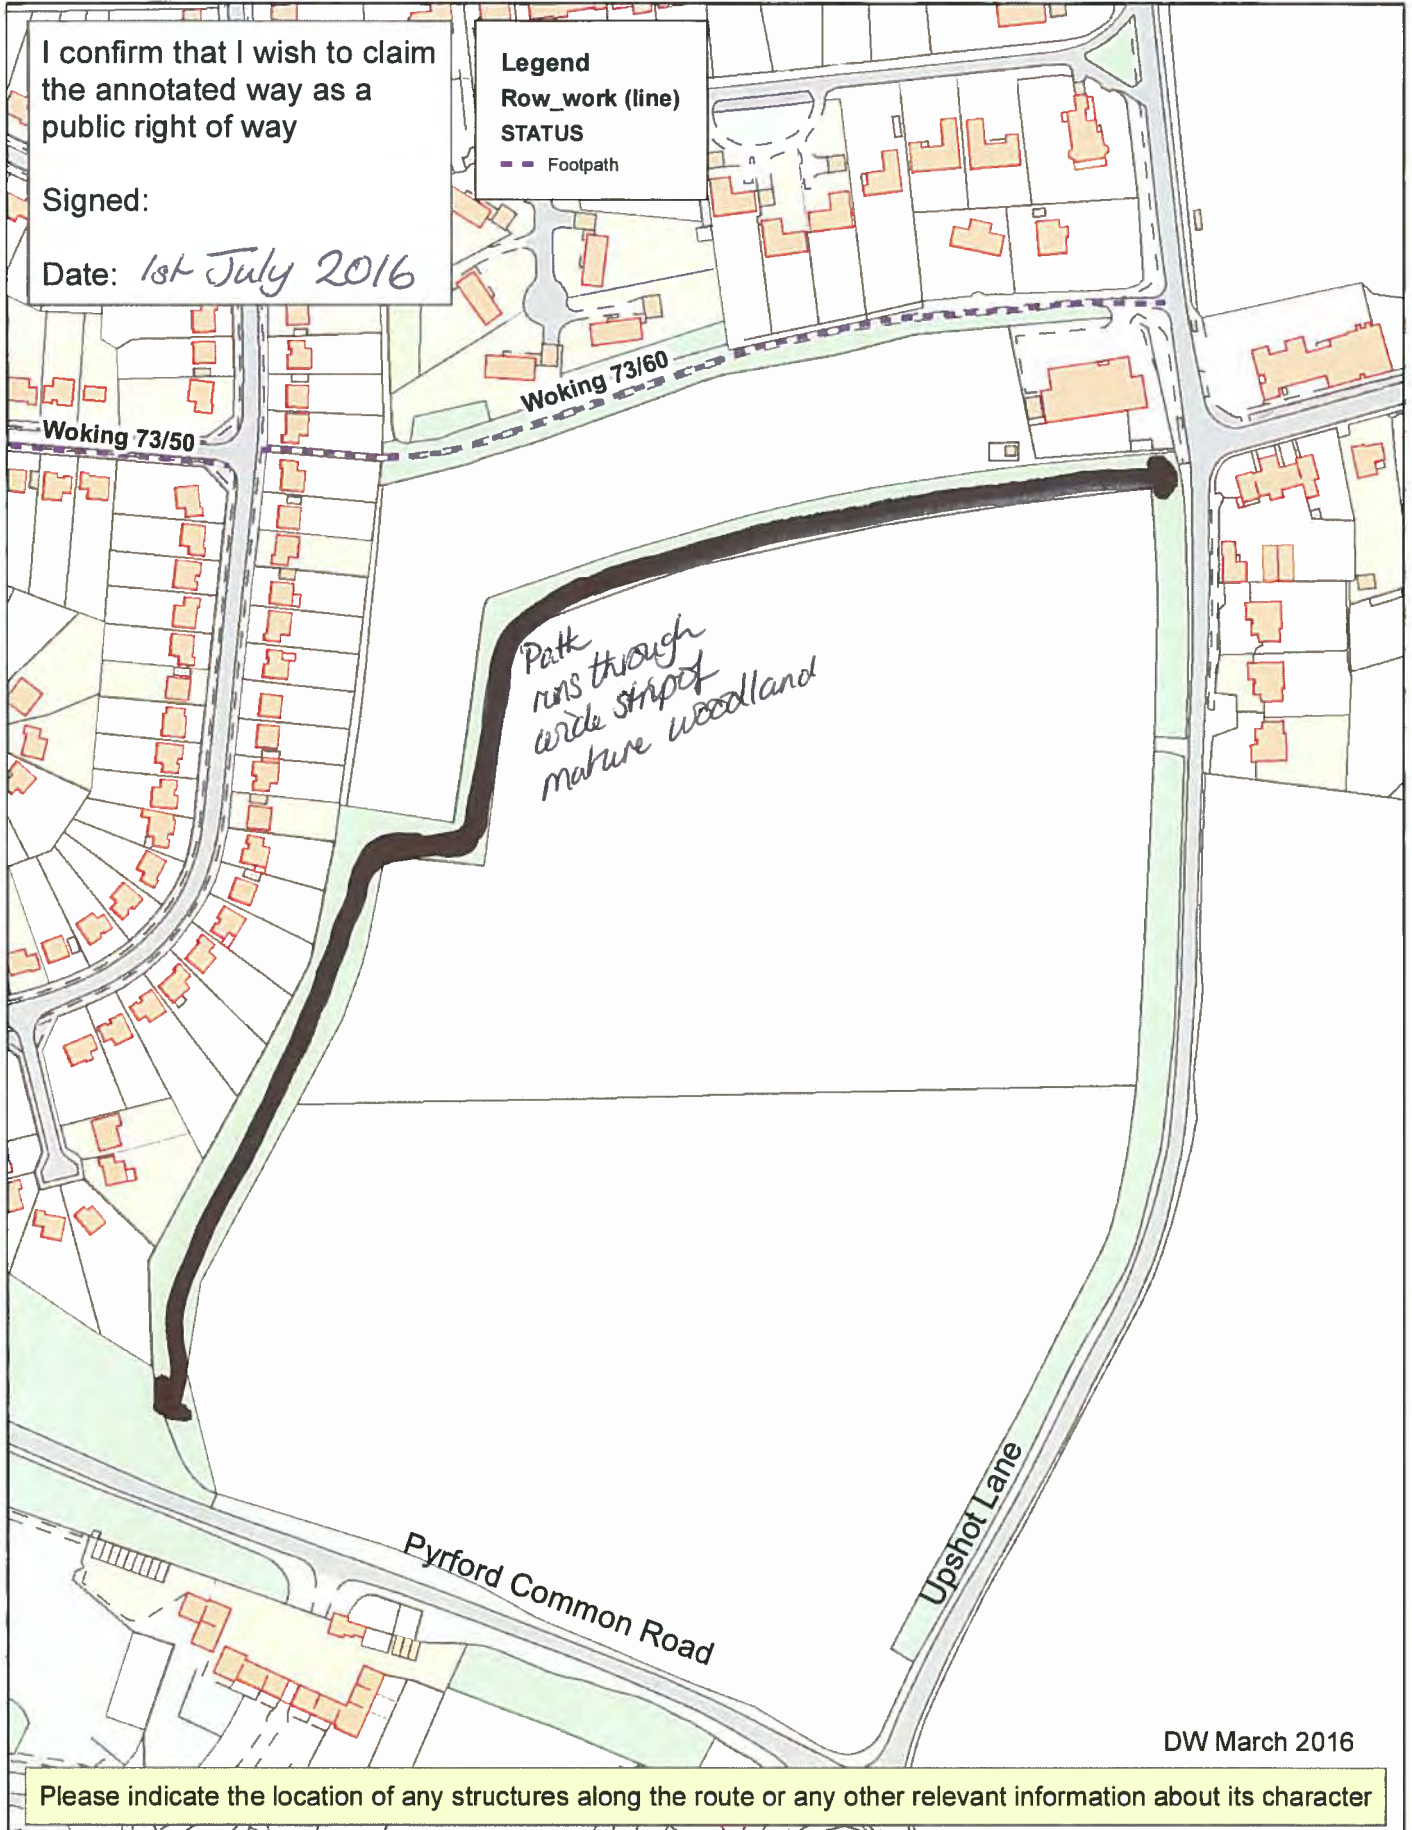 I confirm that I wish to claim
the annotated way as a
public right of way
Signed:
Date: 1st July 2016
Legend
Row_work (line)
STATUS
Footpath
Woking 73/60
Woking 73/50
Path
runs through
wide strip of
mature woodland
Upshot Lane
Pyrford Common Road
DW March 2016
Please indicate the location of any structures along the route or any other relevant information about its character